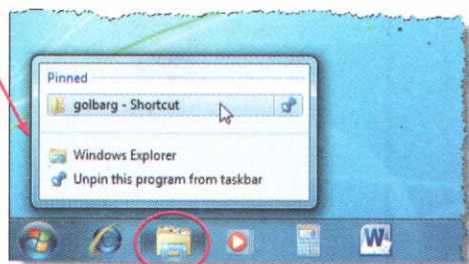 Pinned
golbarg - Shortcut
Windows Explorer
Unpin this program from taskbar
W